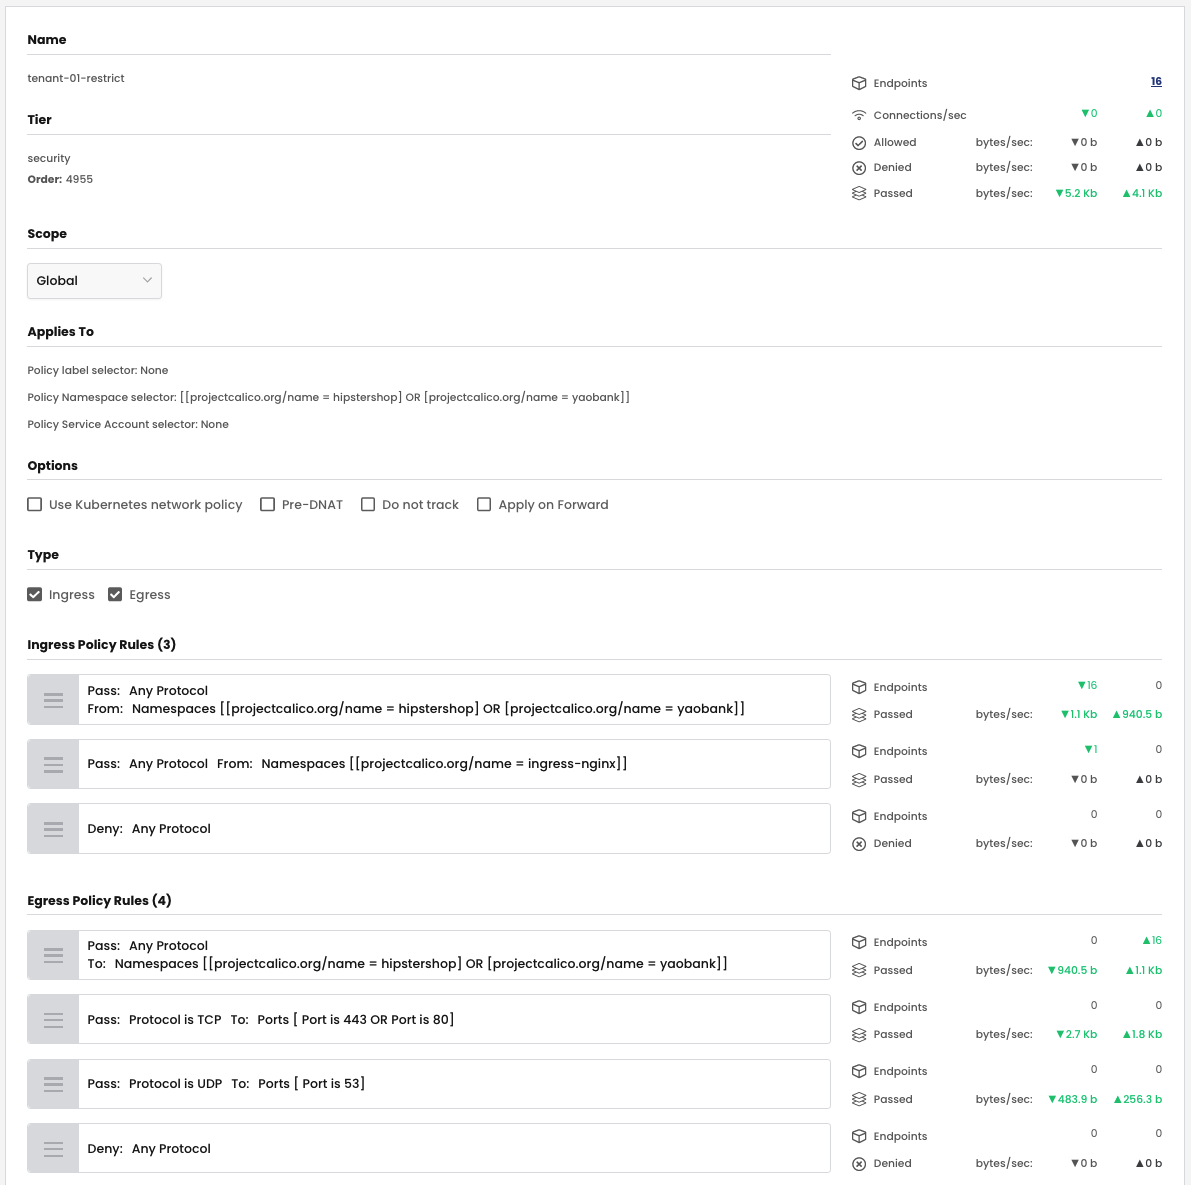 Name
tenant-01-restrict
Endpoints 16
Tier
Connections/sec ▼0 ▲0
Allowed bytes/sec: ▼0 b ▲0 b
security
Denied bytes/sec: ▼0 b ▲0 b
Order: 4955
Passed bytes/sec: ▼5.2 Kb ▲4.1 Kb
Scope
Global
Applies To
Policy label selector: None
Policy Namespace selector: [[projectcalico.org/name = hipstershop] OR [projectcalico.org/name = yaobank]]
Policy Service Account selector: None
Options
Use Kubernetes network policy Pre-DNAT Do not track Apply on Forward
Type
Ingress Egress
Ingress Policy Rules (3)
Pass: Any Protocol
From: Namespaces [[projectcalico.org/name = hipstershop] OR [projectcalico.org/name = yaobank]]
Endpoints ▼16 0
Passed bytes/sec: ▼1.1 Kb ▲940.5 b
Pass: Any Protocol From: Namespaces [[projectcalico.org/name = ingress-nginx]]
Endpoints ▼1 0
Passed bytes/sec: ▼0 b ▲0 b
Deny: Any Protocol
Endpoints 0 0
Denied bytes/sec: ▼0 b ▲0 b
Egress Policy Rules (4)
Pass: Any Protocol
To: Namespaces [[projectcalico.org/name = hipstershop] OR [projectcalico.org/name = yaobank]]
Endpoints 0 ▲16
Passed bytes/sec: ▼940.5 b ▲1.1 Kb
Pass: Protocol is TCP To: Ports [ Port is 443 OR Port is 80]
Endpoints 0 0
Passed bytes/sec: ▼2.7 Kb ▲1.8 Kb
Pass: Protocol is UDP To: Ports [ Port is 53]
Endpoints 0 0
Passed bytes/sec: ▼483.9 b ▲256.3 b
Deny: Any Protocol
Endpoints 0 0
Denied bytes/sec: ▼0 b ▲0 b